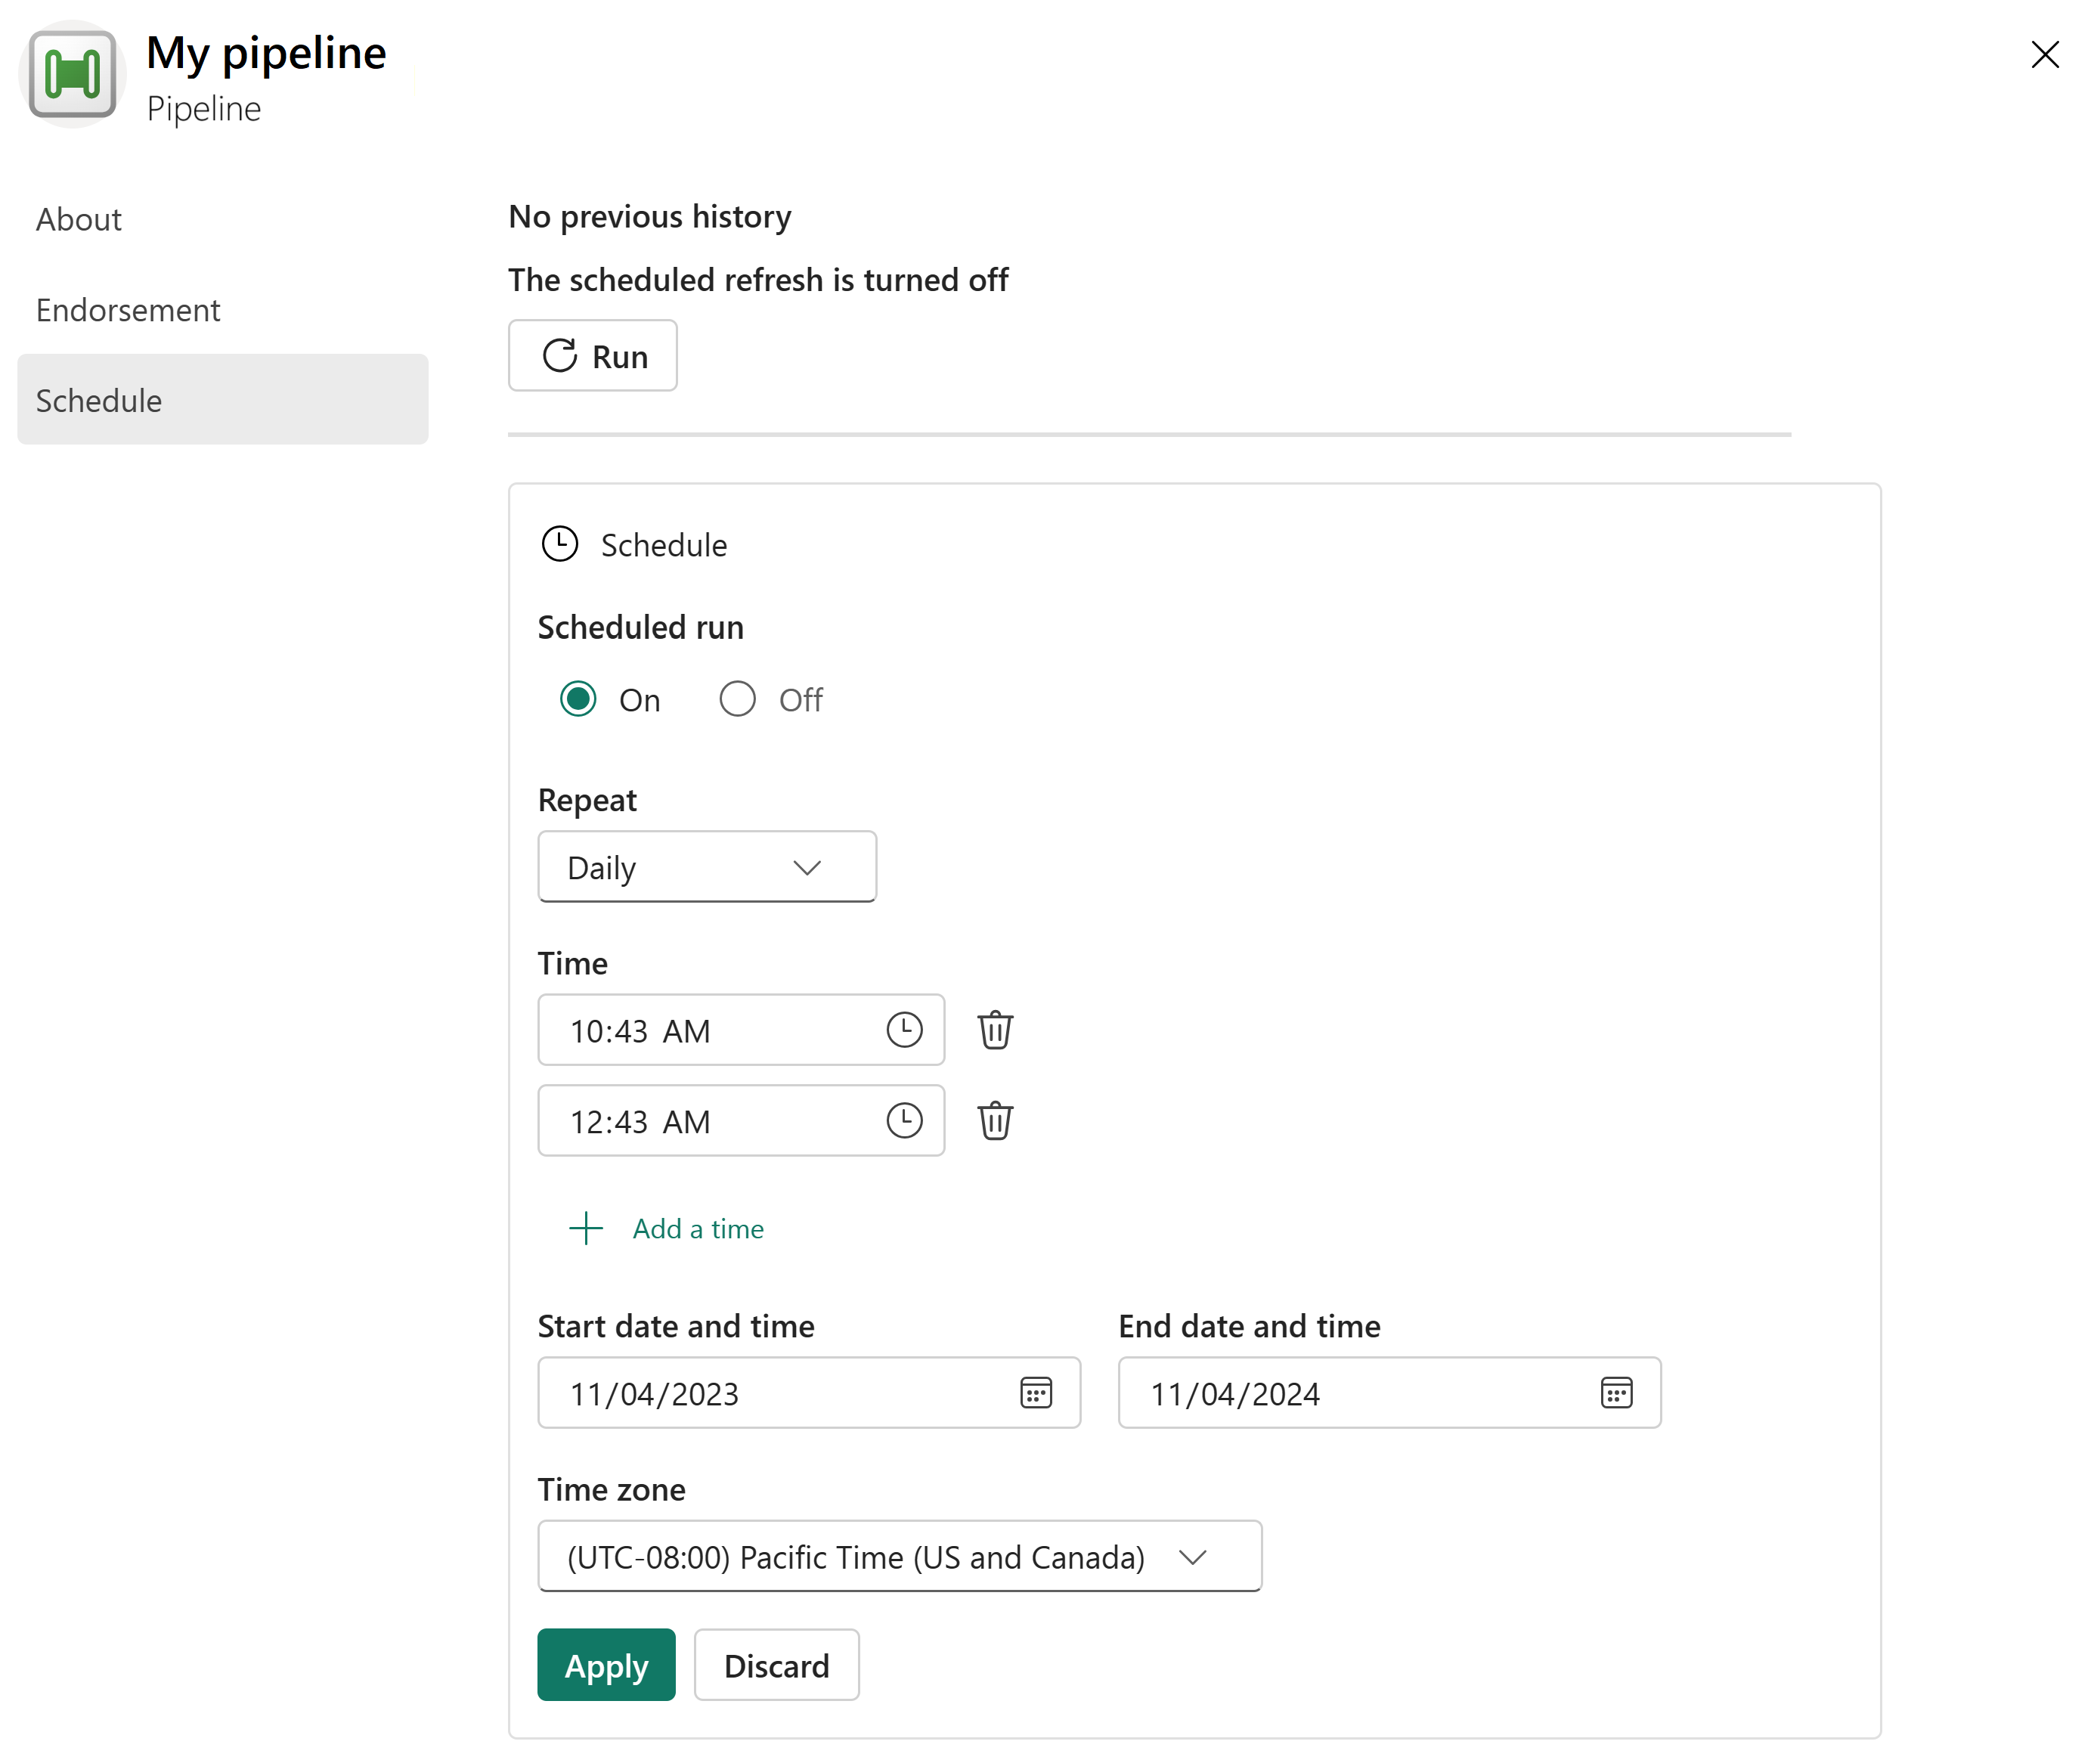 My pipeline
Pipeline
About
Endorsement
Schedule
No previous history
The scheduled refresh is turned off
Run
Schedule
Scheduled run
On Off
Repeat
Daily
Time
10:43 AM
12:43 AM
Add a time
Start date and time End date and time
11/04/2023 11/04/2024
Time zone
(UTC-08:00) Pacific Time (US and Canada)
Apply Discard